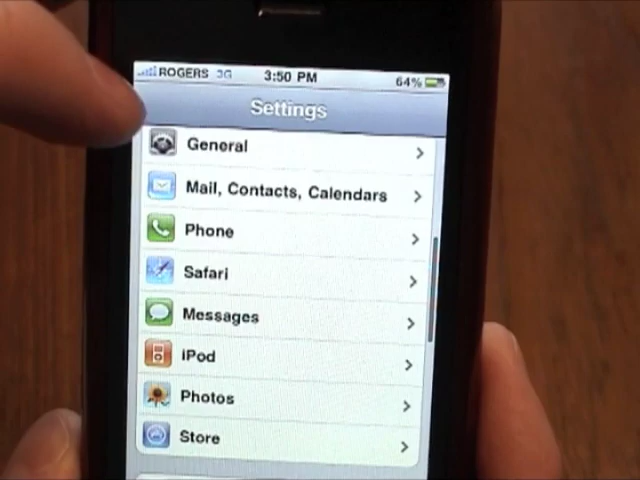 ROGERS 3G 3:50 PM 64%
Settings
General
Mail, Contacts, Calendars
Phone
Safari
Messages
iPod
Photos
Store